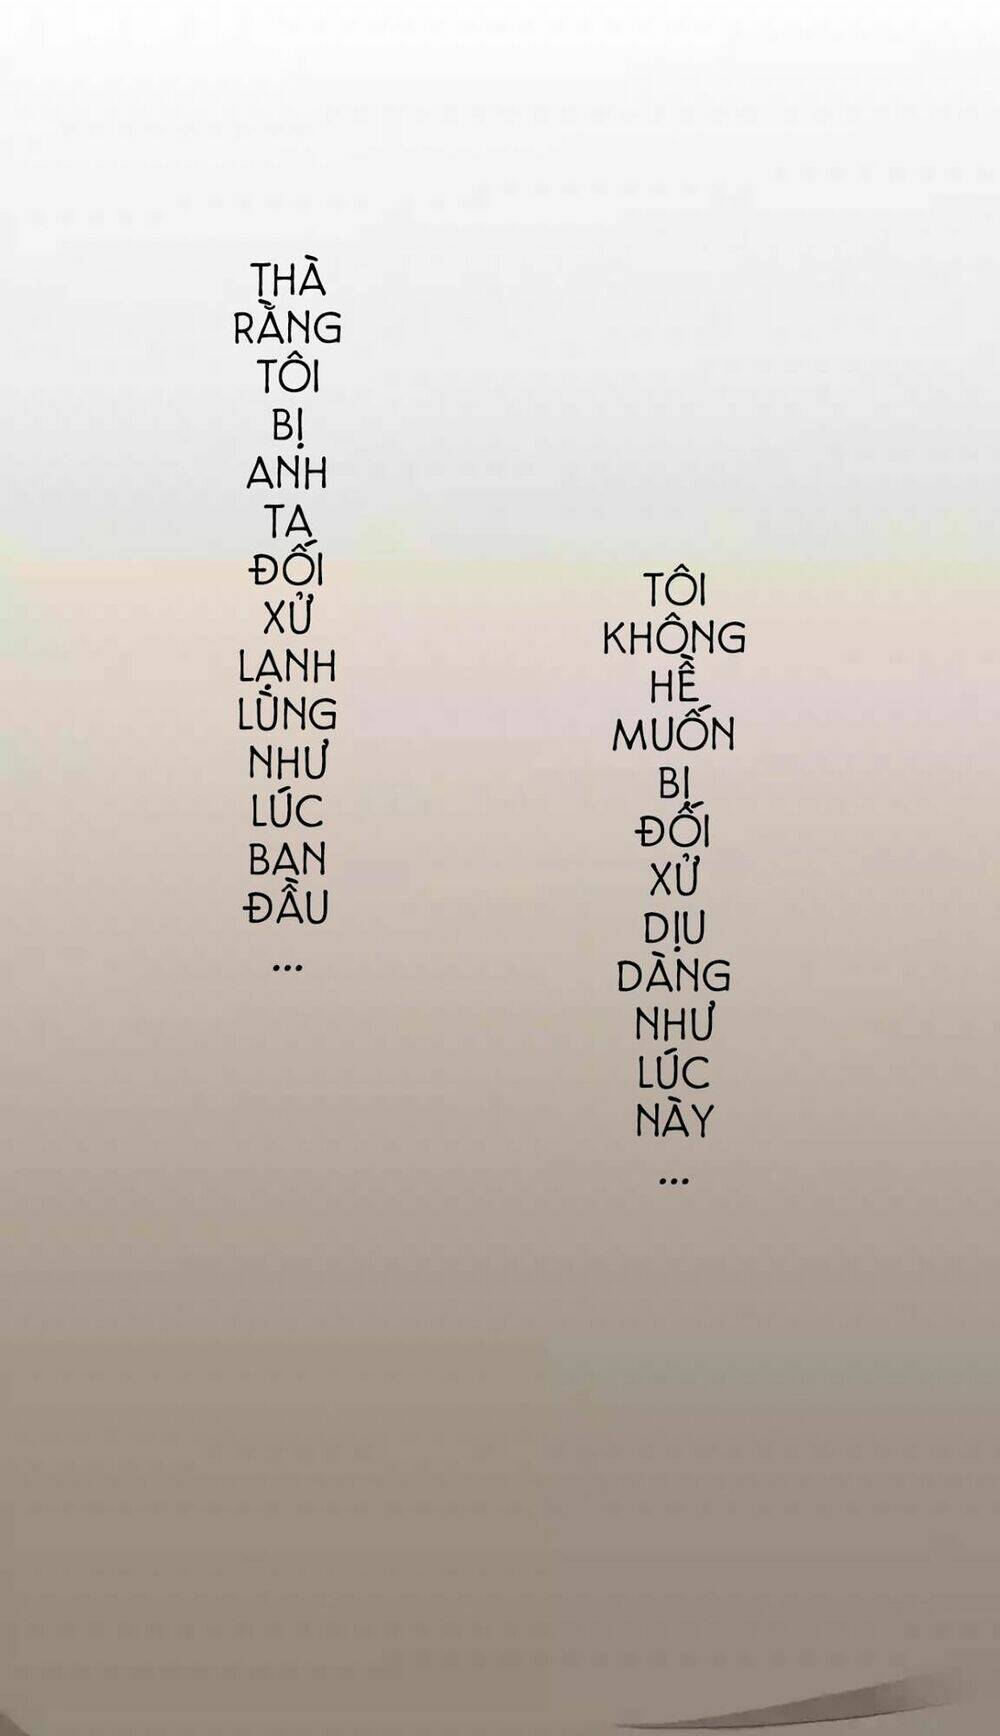 THÀ
RẰNG
TÔI
BỊ
ANH
TA
ĐỐI
XỬ
LẠNH
LÙNG
NHƯ
LÚC
BAN
ĐẦU
...
TÔI
KHÔNG
HỀ
MUỐN
BỊ
ĐỐI
XỬ
DỊU
DÀNG
NHƯ
LÚC
NÀY
...